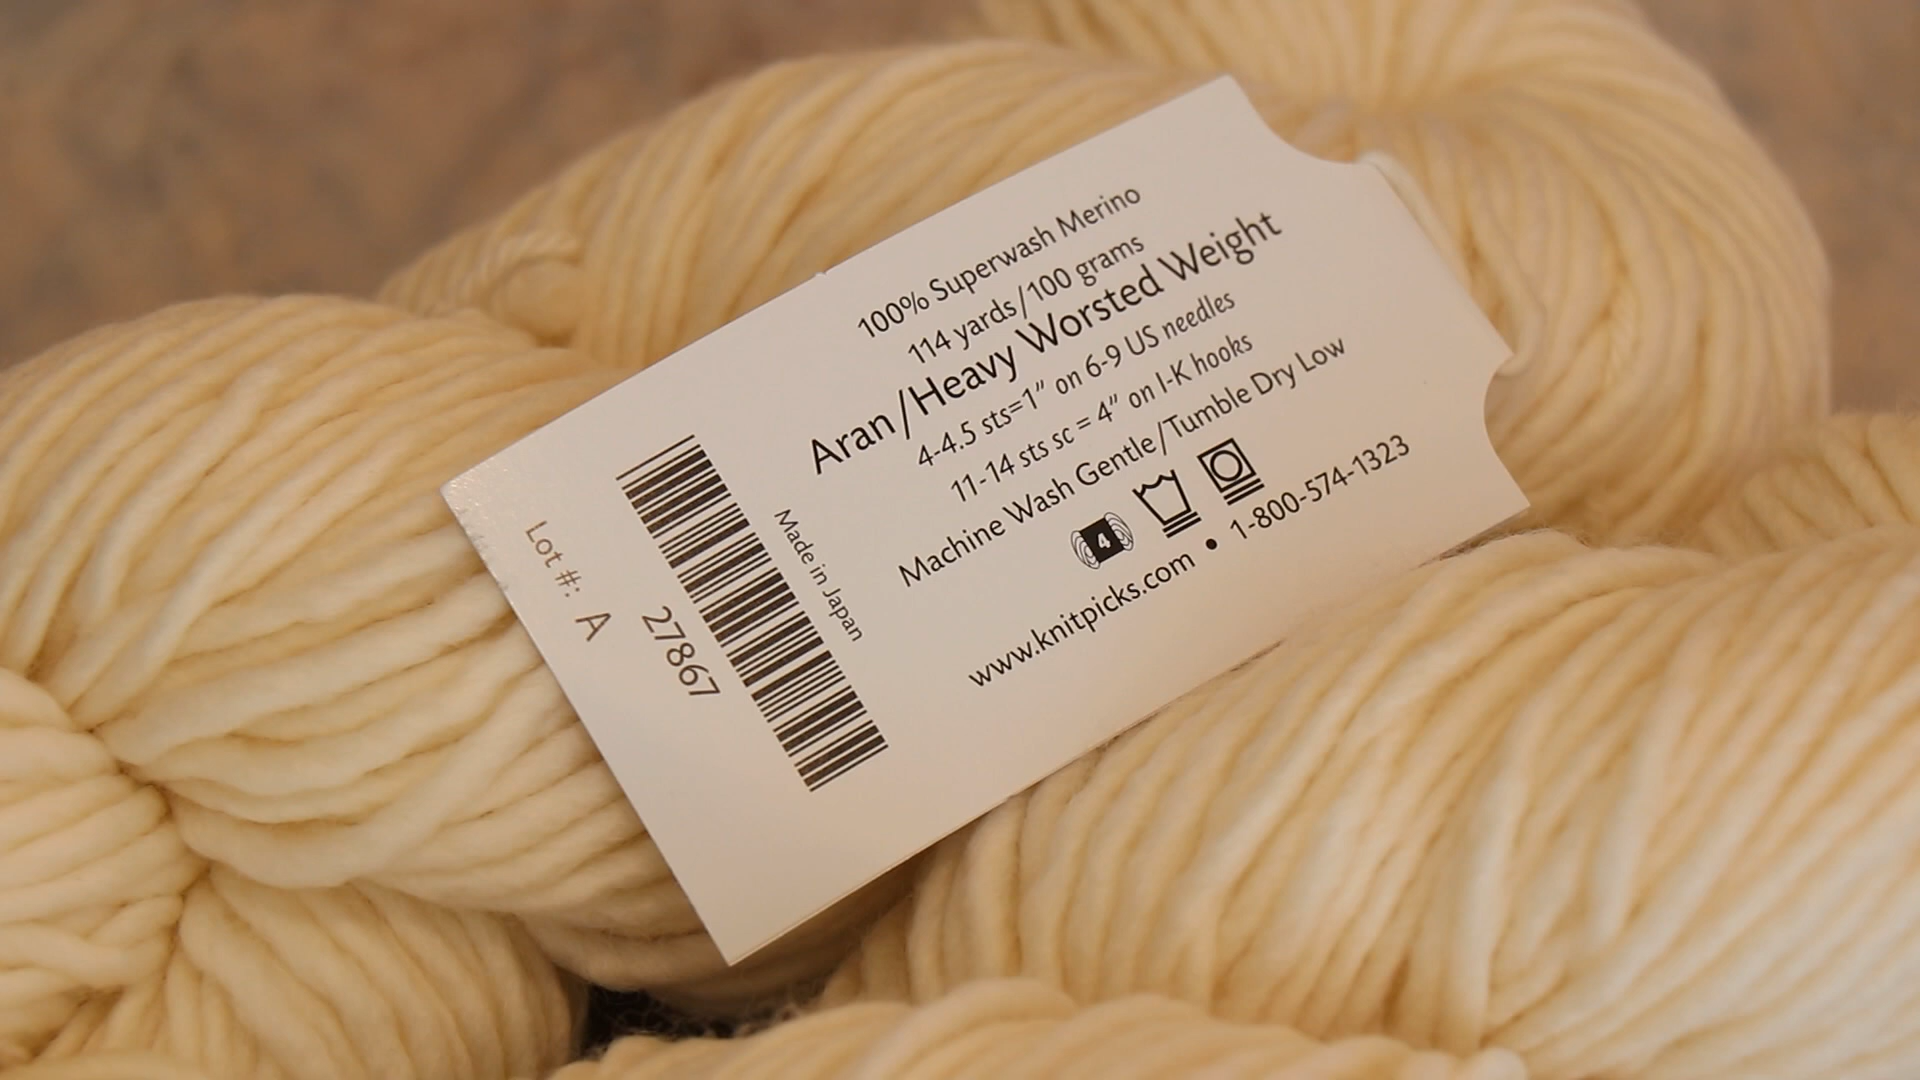 100% Superwash Merino
114 yards/100 grams
Aran/Heavy Worsted Weight
4-4.5 sts=1" on 6-9 US needles
11-14 sts sc = 4" on I-K hooks
Machine Wash Gentle/Tumble Dry Low
4
www.knitpicks.com • 1-800-574-1323
Made in Japan
27867
Lot #: A